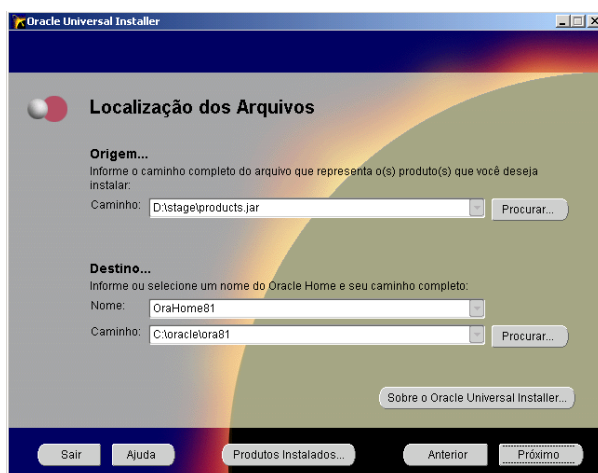 Oracle Universal Installer
Localização dos Arquivos
Origem...
Informe o caminho completo do arquivo que representa o(s) produto(s) que você deseja
instalar:
Caminho: D:\stage\products.jar Procurar...
Destino...
Informe ou selecione um nome do Oracle Home e seu caminho completo:
Nome: OraHome81
Caminho: C:\oracle\ora81 Procurar...
Sobre o Oracle Universal Installer...
Sair Ajuda Produtos Instalados... Anterior Próximo